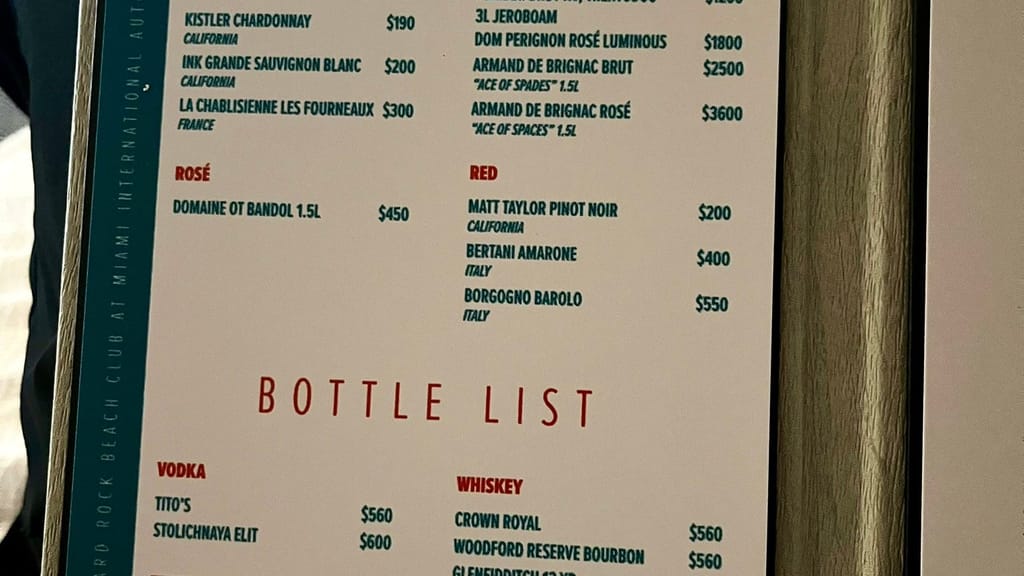 KISTLER CHARDONNAY $190
CALIFORNIA
INK GRANDE SAUVIGNON BLANC $200
CALIFORNIA
LA CHABLISIENNE LES FOURNEAUX $300
FRANCE
ROSÉ
DOMAINE OT BANDOL 1.5L $450
3L JEROBOAM
DOM PERIGNON ROSÉ LUMINOUS $1800
ARMAND DE BRIGNAC BRUT $2500
"ACE OF SPADES" 1.5L
ARMAND DE BRIGNAC ROSÉ $3600
"ACE OF SPACES" 1.5L
RED
MATT TAYLOR PINOT NOIR $200
CALIFORNIA
BERTANI AMARONE $400
ITALY
BORGOGNO BAROLO $550
ITALY
BOTTLE LIST
VODKA
TITO'S $560
STOLICHNAYA ELIT $600
WHISKEY
CROWN ROYAL $560
WOODFORD RESERVE BOURBON $560
GLENFIDDITCH 12 YR
ARD ROCK BEACH CLUB AT MIAMI INTERNATIONAL AUT